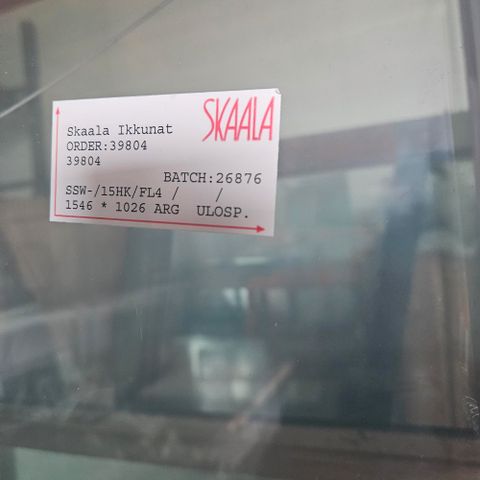 SKAALA
Skaala Ikkunat
ORDER:39804
39804
BATCH:26876
SSW-/15HK/FL4 / /
1546 * 1026 ARG ULOSP.